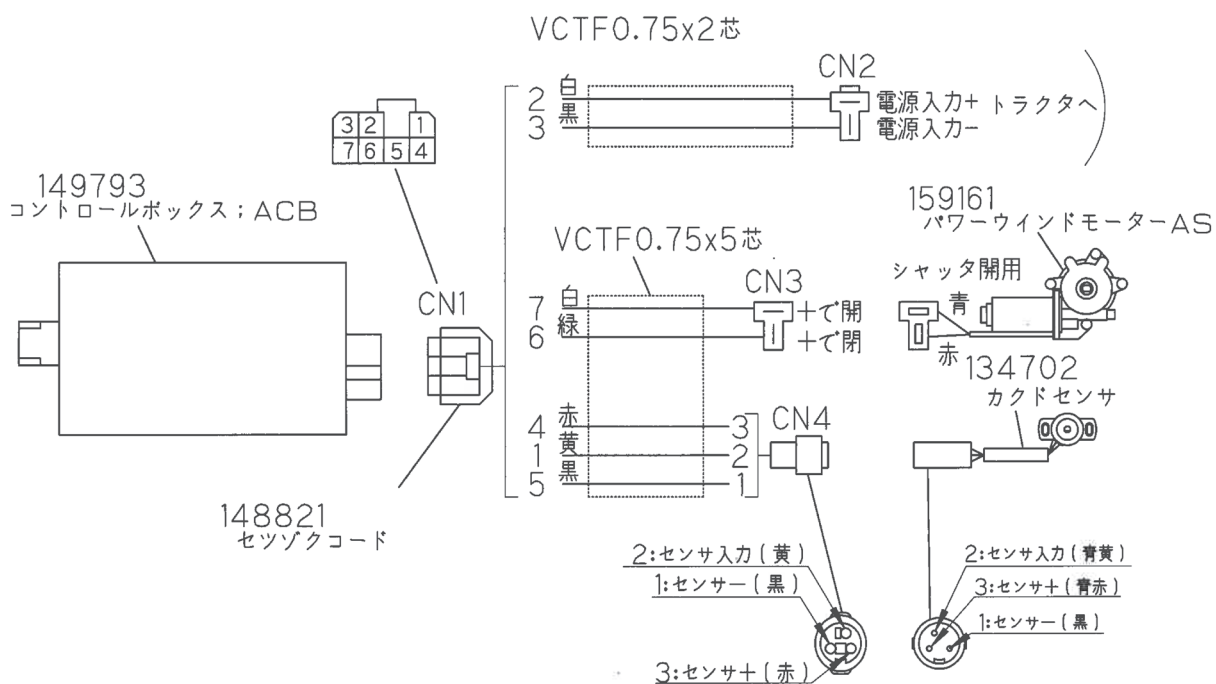 VCTF0.75x2芯
CN2
2 白
3 黒
電源入力+
電源入力-
トラクタへ
3 2 1
7 6 5 4
149793
コントロールボックス;ACB
159161
パワーウインドモーターAS
VCTF0.75x5芯
シャッタ開用
CN3
CN1
7 白
6 緑
+で開
+で閉
青
赤
134702
カクドセンサ
CN4
4 赤 3
1 黄 2
5 黒 1
148821
セツゾクコード
2:センサ入力(黄)
1:センサー(黒)
3:センサ+(赤)
2:センサ入力(青黄)
3:センサ+(青赤)
1:センサー(黒)